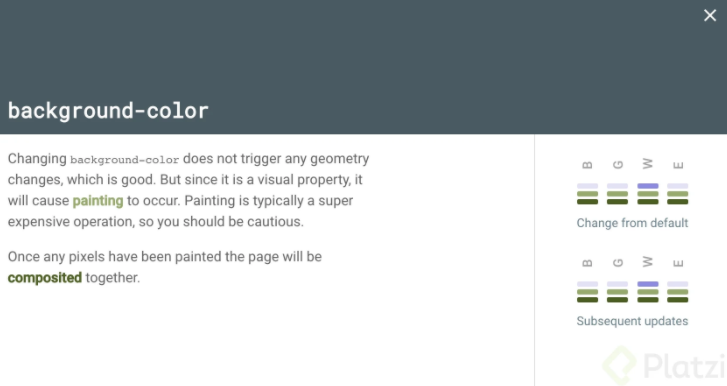 background-color
Changing background-color does not trigger any geometry
changes, which is good. But since it is a visual property, it
will cause painting to occur. Painting is typically a super
expensive operation, so you should be cautious.
Once any pixels have been painted the page will be
composited together.
B G W E
Change from default
B G W E
Subsequent updates
Platzi